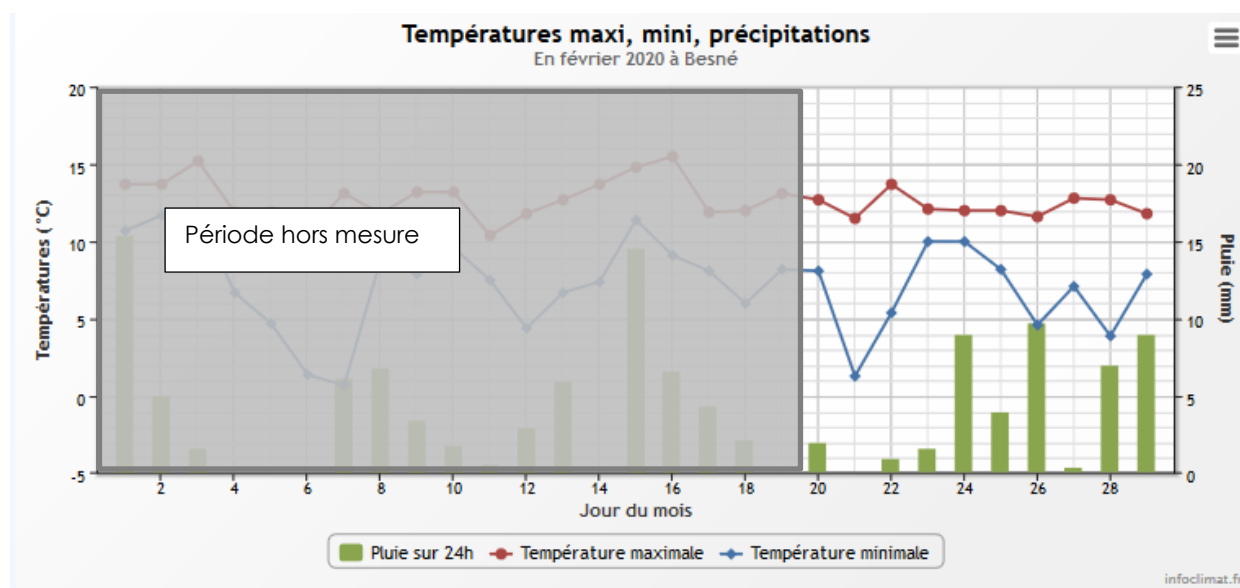 Températures maxi, mini, précipitations
En février 2020 à Besné
Températures ( °C)
20
15
10
5
0
-5
Période hors mesure
25
20
15
10
5
0
Pluie (mm)
2 4 6 8 10 12 14 16 18 20 22 24 26 28
Jour du mois
Pluie sur 24h Température maximale Température minimale
infoclimat.fr